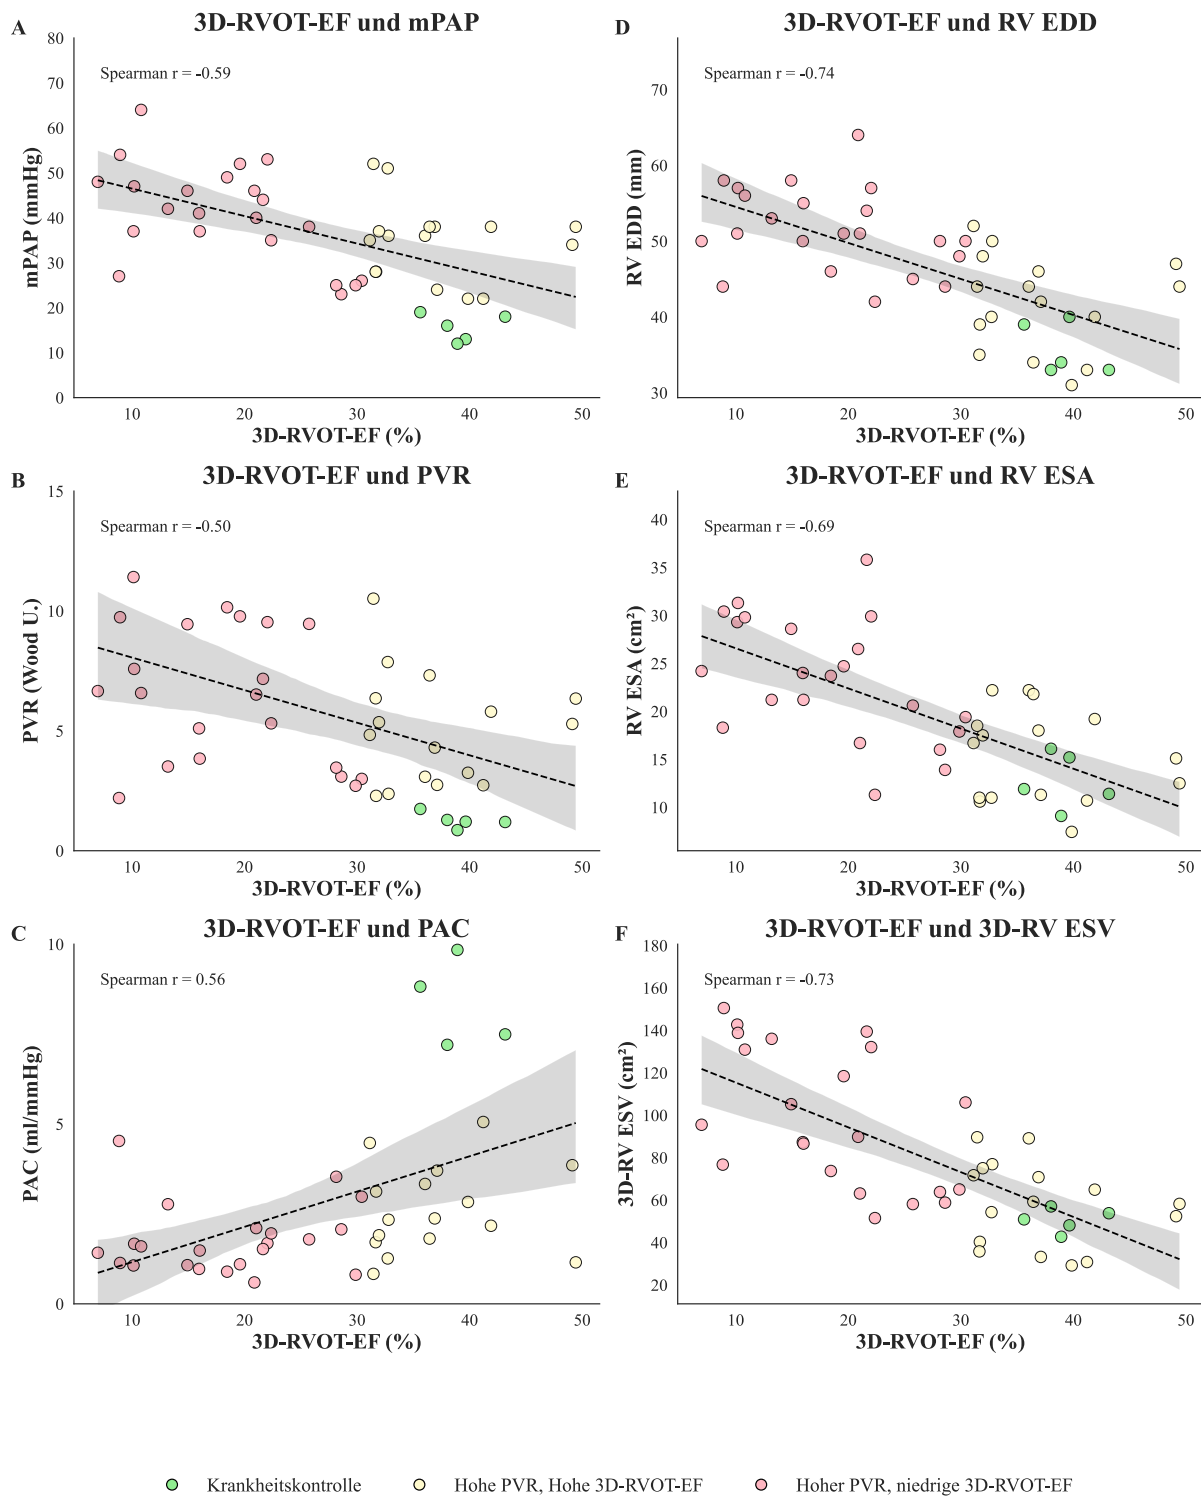 A
3D-RVOT-EF und mPAP
Spearman r = -0.59
mPAP (mmHg)
80
70
60
50
40
30
20
10
0
10 20 30 40 50
3D-RVOT-EF (%)
D
3D-RVOT-EF und RV EDD
Spearman r = -0.74
RV EDD (mm)
70
60
50
40
30
10 20 30 40 50
3D-RVOT-EF (%)
B
3D-RVOT-EF und PVR
Spearman r = -0.50
PVR (Wood U.)
15
10
5
0
10 20 30 40 50
3D-RVOT-EF (%)
E
3D-RVOT-EF und RV ESA
Spearman r = -0.69
RV ESA (cm²)
40
35
30
25
20
15
10
10 20 30 40 50
3D-RVOT-EF (%)
C
3D-RVOT-EF und PAC
Spearman r = 0.56
PAC (ml/mmHg)
10
5
0
10 20 30 40 50
3D-RVOT-EF (%)
F
3D-RVOT-EF und 3D-RV ESV
Spearman r = -0.73
3D-RV ESV (cm²)
180
160
140
120
100
80
60
40
20
10 20 30 40 50
3D-RVOT-EF (%)
Krankheitskontrolle
Hohe PVR, Hohe 3D-RVOT-EF
Hoher PVR, niedrige 3D-RVOT-EF